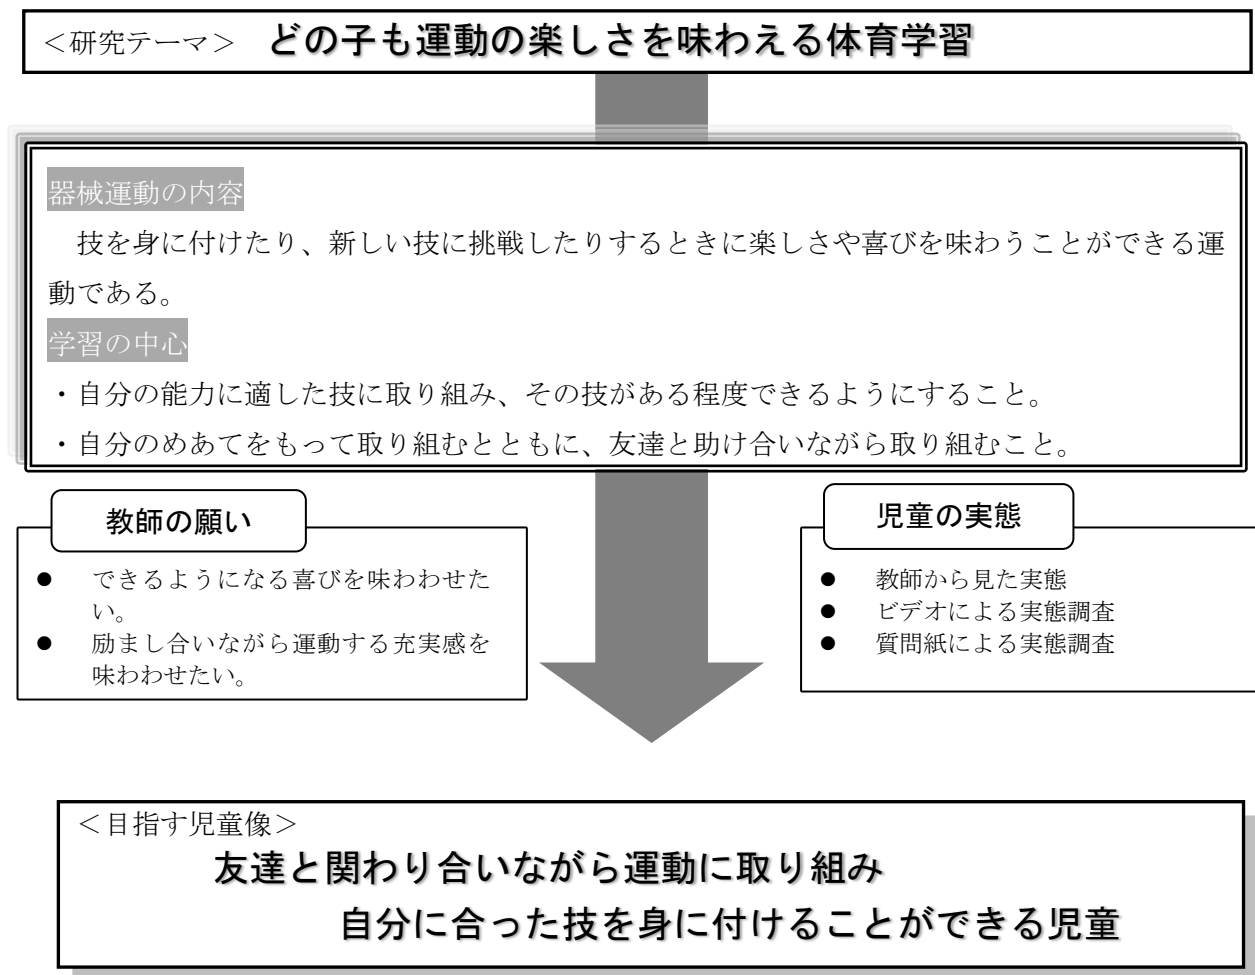 ＜研究テーマ＞ どの子も運動の楽しさを味わえる体育学習
器械運動の内容
技を身に付けたり、新しい技に挑戦したりするときに楽しさや喜びを味わうことができる運
動である。
学習の中心
・自分の能力に適した技に取り組み、その技がある程度できるようにすること。
・自分のめあてをもって取り組むとともに、友達と助け合いながら取り組むこと。
教師の願い
● できるようになる喜びを味わわせた
い。
● 励まし合いながら運動する充実感を
味わわせたい。
児童の実態
● 教師から見た実態
● ビデオによる実態調査
● 質問紙による実態調査
＜目指す児童像＞
友達と関わり合いながら運動に取り組み
自分に合った技を身に付けることができる児童